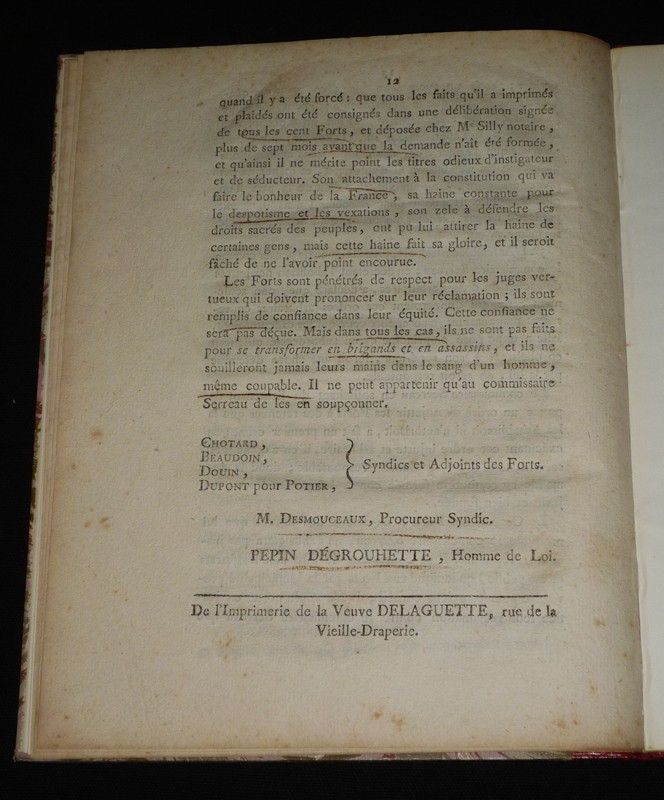 12
quand il y a été forcé : que tous les faits qu'il a imprimés
et plaidés ont été consignés dans une délibération signée
de tous les cent Forts, et déposée chez Me Silly notaire,
plus de sept mois avant que la demande n'ait été formée,
et qu'ainsi il ne mérite point les titres odieux d'instigateur
et de séducteur. Son attachement à la constitution qui va
faire le bonheur de la France, sa haine constante pour
le despotisme et les vexations, son zele à défendre les
droits sacrés des peuples, ont pu lui attirer la haine de
certaines gens, mais cette haine fait sa gloire, et il seroit
fâché de ne l'avoir point encourue.
Les Forts sont pénétrés de respect pour les juges ver-
tueux qui doivent prononcer sur leur réclamation ; ils sont
remplis de confiance dans leur équité. Cette confiance ne
sera pas déçue. Mais dans tous les cas, ils ne sont pas faits
pour se transformer en brigands et en assassins, et ils ne
souilleront jamais leurs mains dans le sang d'un homme,
même coupable. Il ne peut appartenir qu'au commissaire
Serreau de les en soupçonner.
CHOTARD,
BEAUDOIN,
DOUIN,
DUPONT pour POTIER,
Syndics et Adjoints des Forts.
M. DESMOUCEAUX, Procureur Syndic.
PEPIN DÉGROUHETTE, Homme de Loi.
De l'Imprimerie de la Veuve DELAGUETTE, rue de la
Vieille-Draperie.